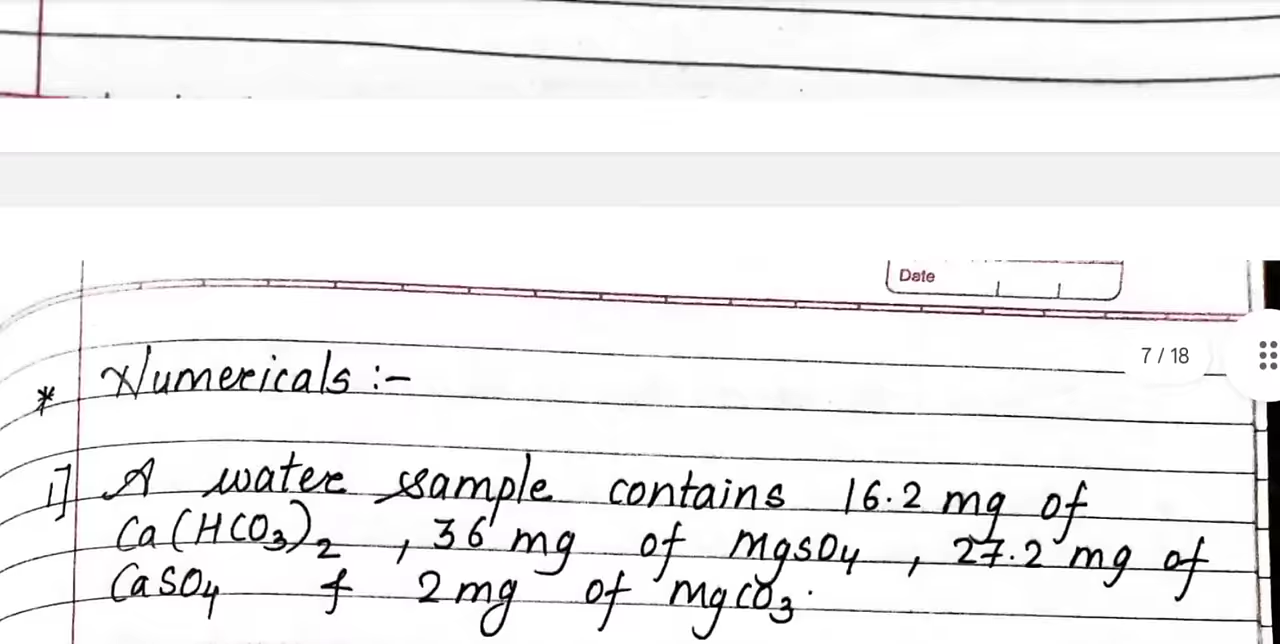 Date
7 / 18
* Numericals :-
1] A water sample contains 16.2 mg of
Ca(HCO3)2 , 36 mg of MgSO4 , 27.2 mg of
CaSO4 & 2 mg of MgCO3.